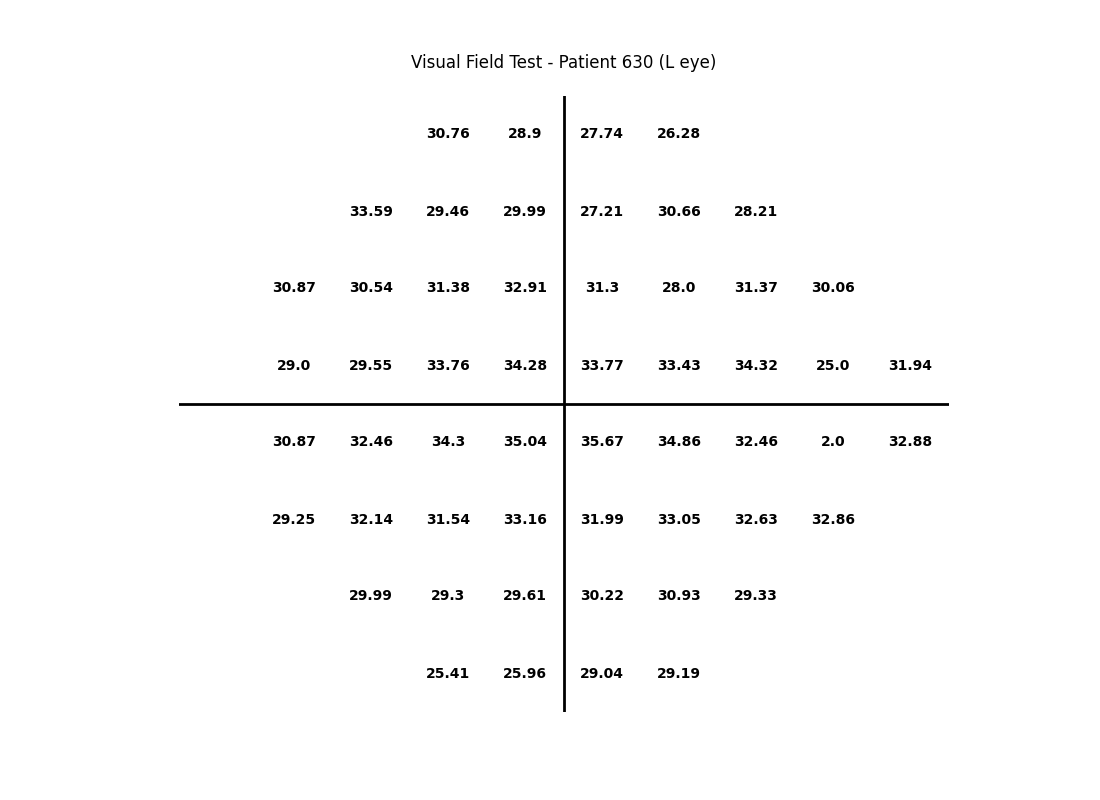 Visual Field Test - Patient 630 (L eye)
30.76 28.9 27.74 26.28
33.59 29.46 29.99 27.21 30.66 28.21
30.87 30.54 31.38 32.91 31.3 28.0 31.37 30.06
29.0 29.55 33.76 34.28 33.77 33.43 34.32 25.0 31.94
30.87 32.46 34.3 35.04 35.67 34.86 32.46 2.0 32.88
29.25 32.14 31.54 33.16 31.99 33.05 32.63 32.86
29.99 29.3 29.61 30.22 30.93 29.33
25.41 25.96 29.04 29.19